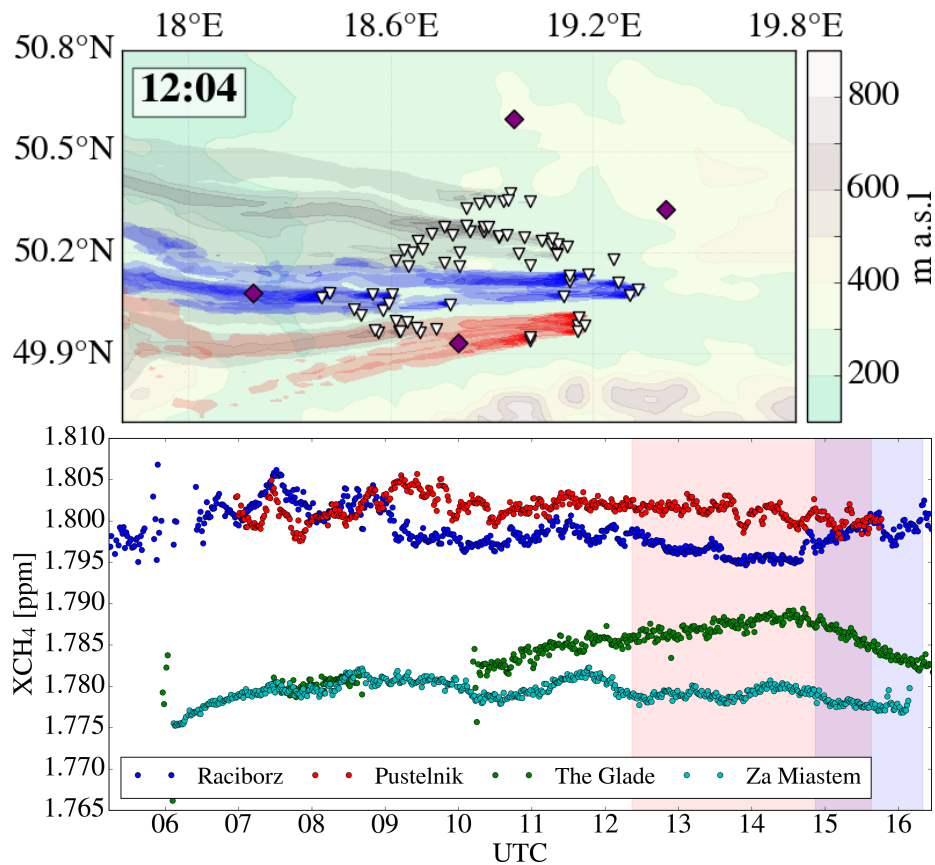 18°E 18.6°E 19.2°E 19.8°E
50.8°N
12:04
50.5°N
50.2°N
49.9°N
800
600
400
200
m a.s.l
1.810
1.805
1.800
1.795
1.790
1.785
1.780
1.775
1.770
1.765
XCH₄ [ppm]
Raciborz Pustelnik The Glade Za Miastem
06 07 08 09 10 11 12 13 14 15 16
UTC